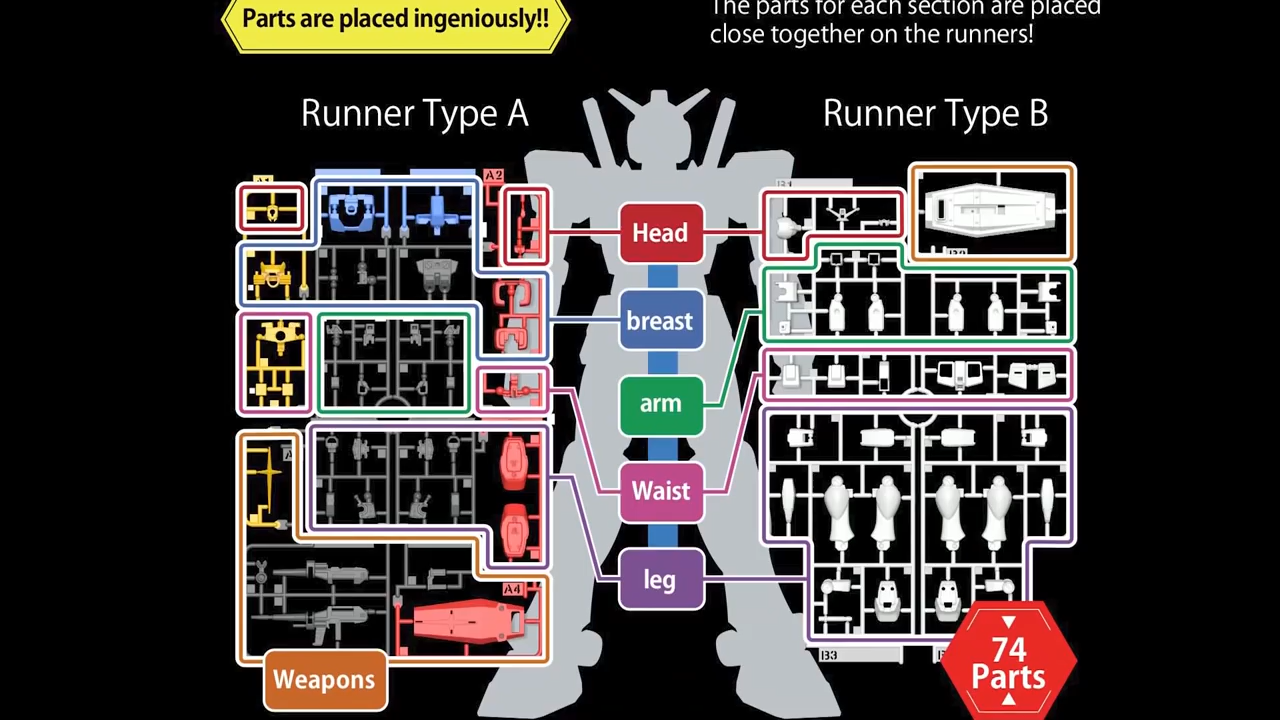 Parts are placed ingeniously!!
The parts for each section are placed
close together on the runners!
Runner Type A
Runner Type B
A2
Head
breast
arm
Waist
leg
A4
Weapons
B3
74
Parts